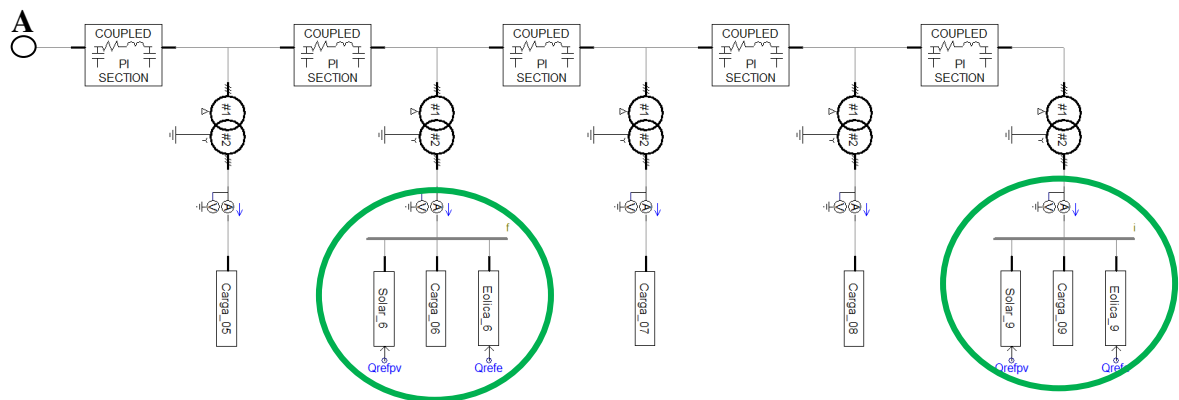 A
COUPLED
PI
SECTION
COUPLED
PI
SECTION
COUPLED
PI
SECTION
COUPLED
PI
SECTION
COUPLED
PI
SECTION
#1
#2
Y
#1
#2
Y
#1
#2
Y
#1
#2
Y
#1
#2
Y
V
A
V
A
V
A
V
A
V
A
f
i
Carga_05
Solar_6
Carga_06
Eolica_6
Carga_07
Carga_08
Solar_9
Carga_09
Eolica_9
Qrefpv
Qrefe
Qrefpv
Qrefe